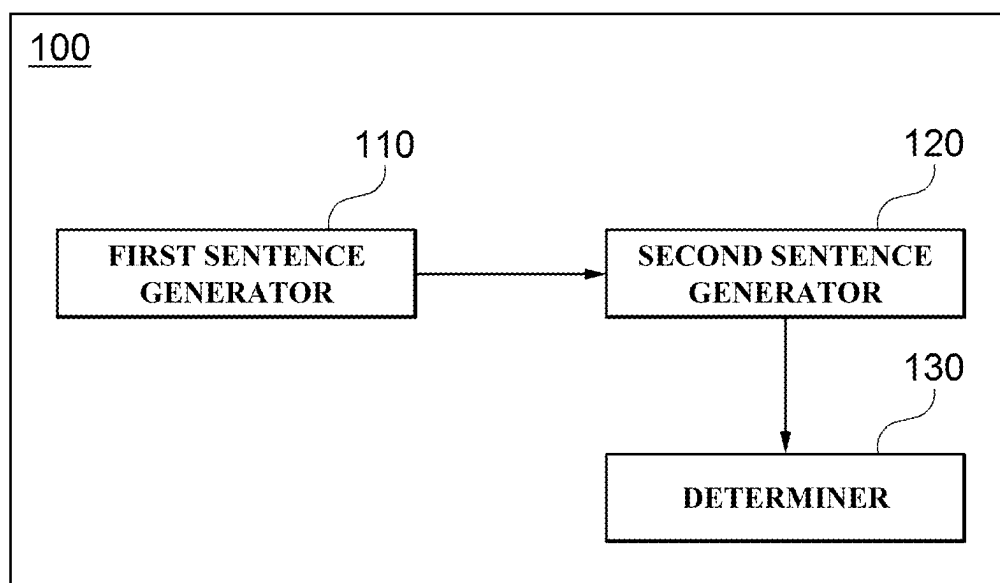 100
110
120
FIRST SENTENCE
GENERATOR
SECOND SENTENCE
GENERATOR
130
DETERMINER